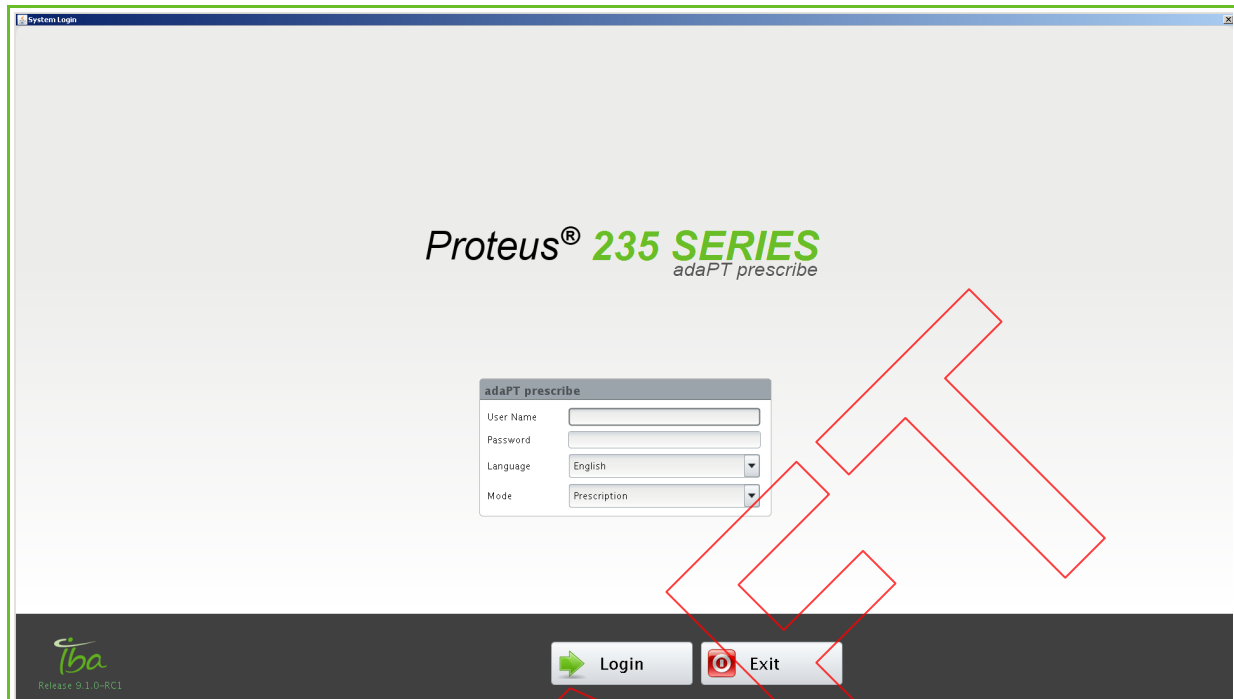 System Login
Proteus® 235 SERIES
adaPT prescribe
adaPT prescribe
User Name
Password
Language English
Mode Prescription
iba
Release 9.1.0-RC1
Login
Exit